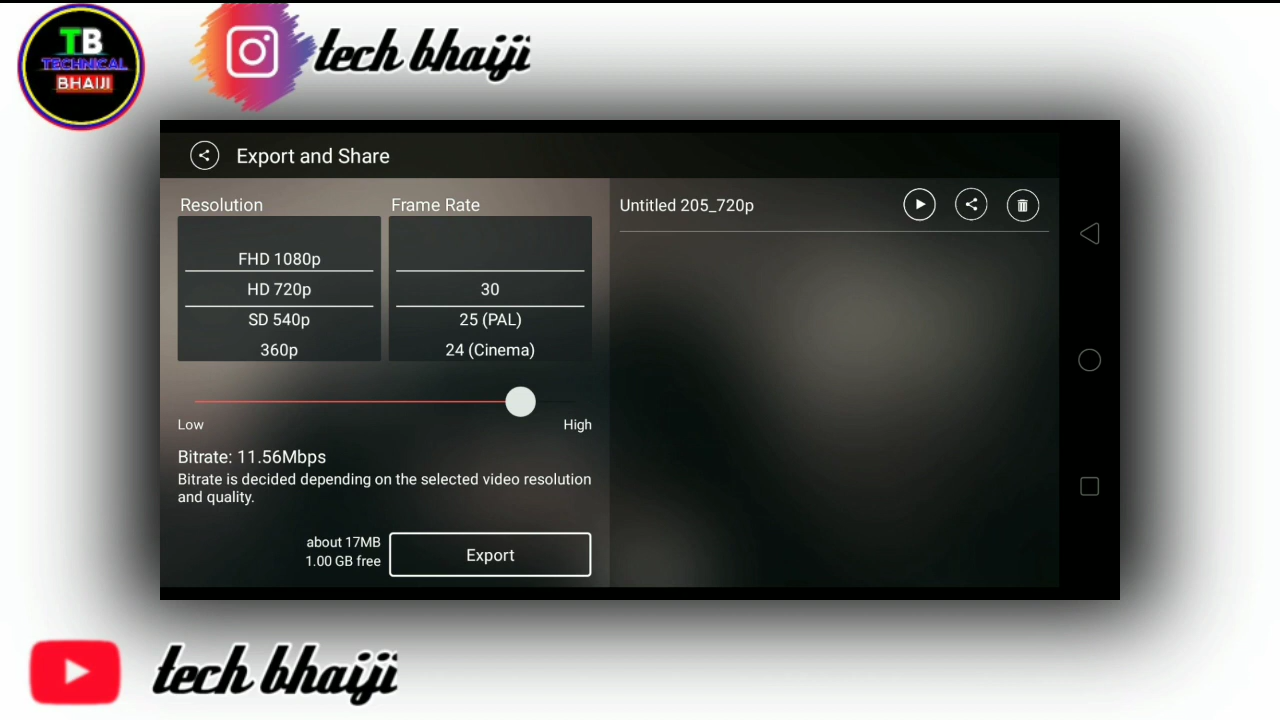 TB
TECHNICAL
BHAIJI
tech bhaiji
Export and Share
Resolution
Frame Rate
Untitled 205_720p
FHD 1080p
HD 720p
30
SD 540p
25 (PAL)
360p
24 (Cinema)
Low
High
Bitrate: 11.56Mbps
Bitrate is decided depending on the selected video resolution
and quality.
about 17MB
1.00 GB free
Export
tech bhaiji